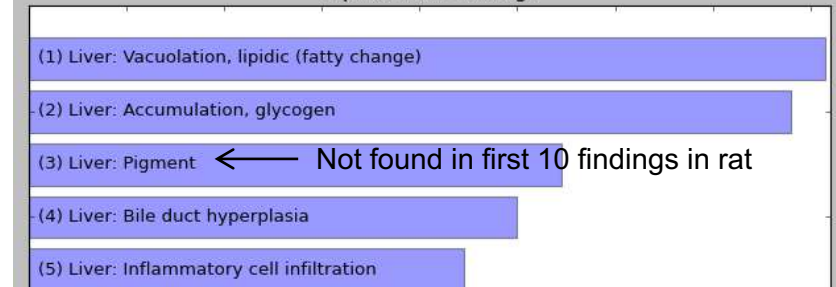 (1) Liver: Vacuolation, lipidic (fatty change)
(2) Liver: Accumulation, glycogen
(3) Liver: Pigment Not found in first 10 findings in rat
(4) Liver: Bile duct hyperplasia
(5) Liver: Inflammatory cell infiltration